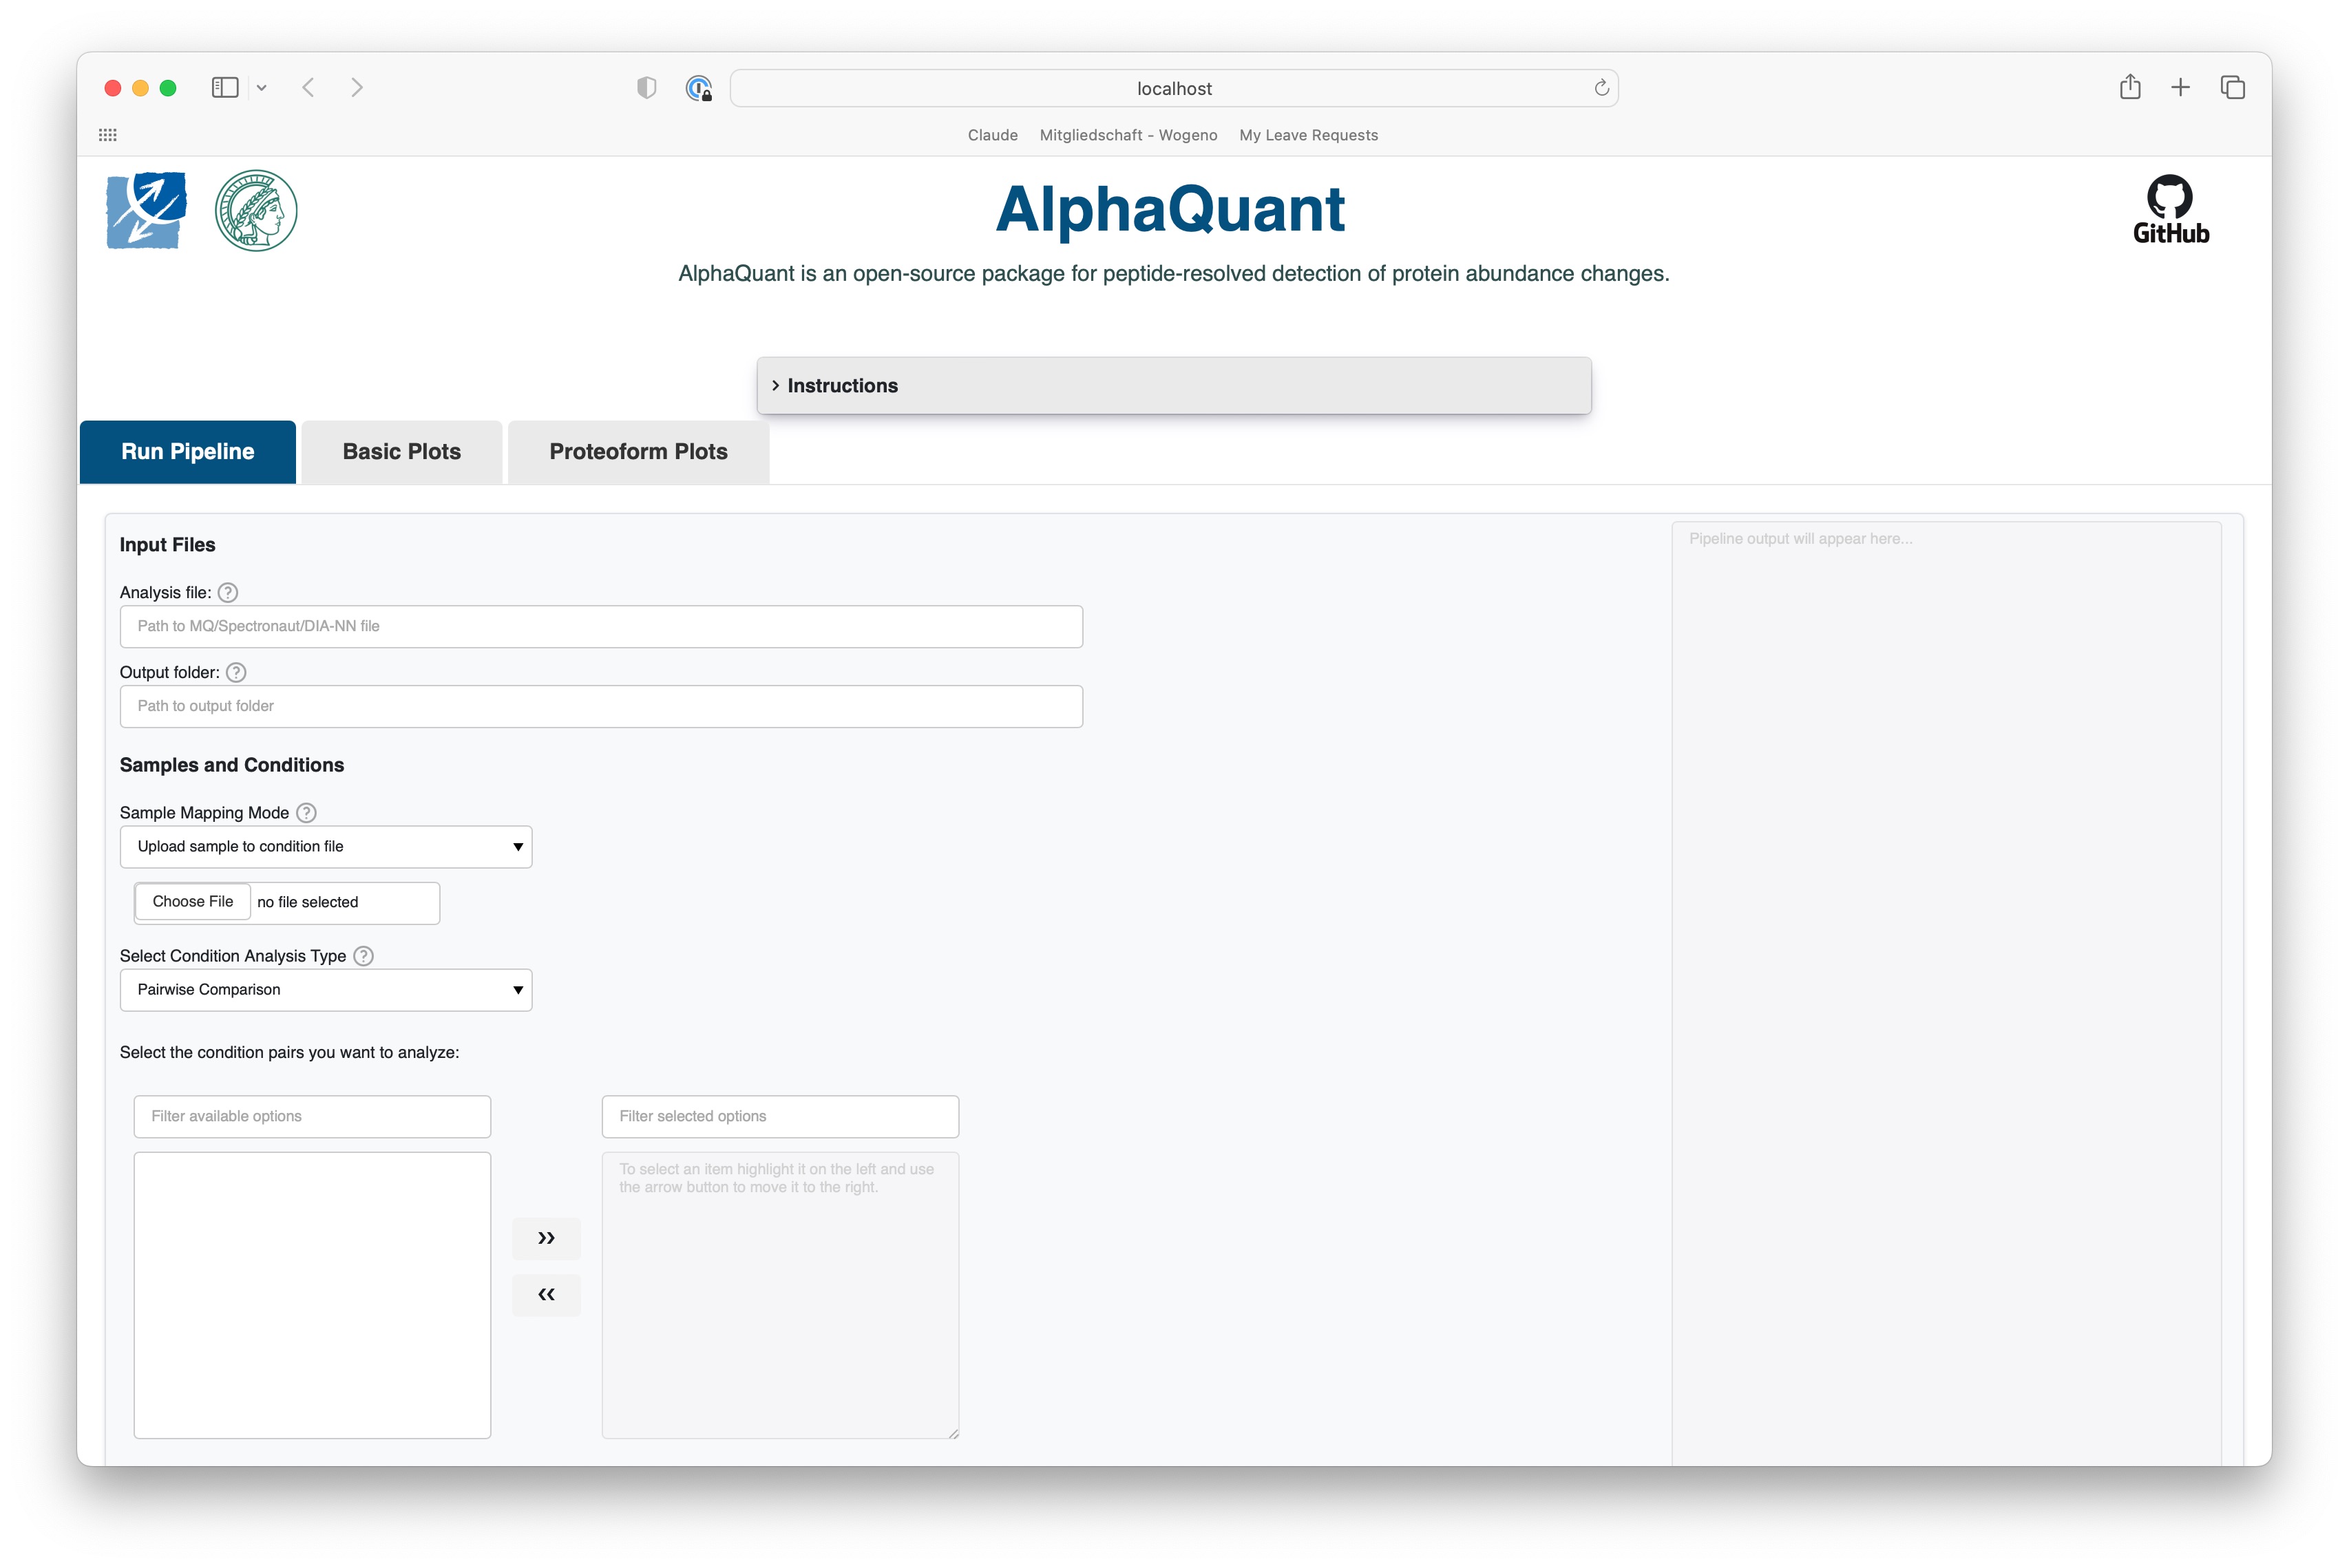 localhost
Claude Mitgliedschaft - Wogeno My Leave Requests
AlphaQuant
GitHub
AlphaQuant is an open-source package for peptide-resolved detection of protein abundance changes.
Instructions
Run Pipeline Basic Plots Proteoform Plots
Input Files
Pipeline output will appear here...
Analysis file: ?
Path to MQ/Spectronaut/DIA-NN file
Output folder: ?
Path to output folder
Samples and Conditions
Sample Mapping Mode ?
Upload sample to condition file
Choose File no file selected
Select Condition Analysis Type ?
Pairwise Comparison
Select the condition pairs you want to analyze:
Filter available options
Filter selected options
To select an item highlight it on the left and use
the arrow button to move it to the right.
»
«